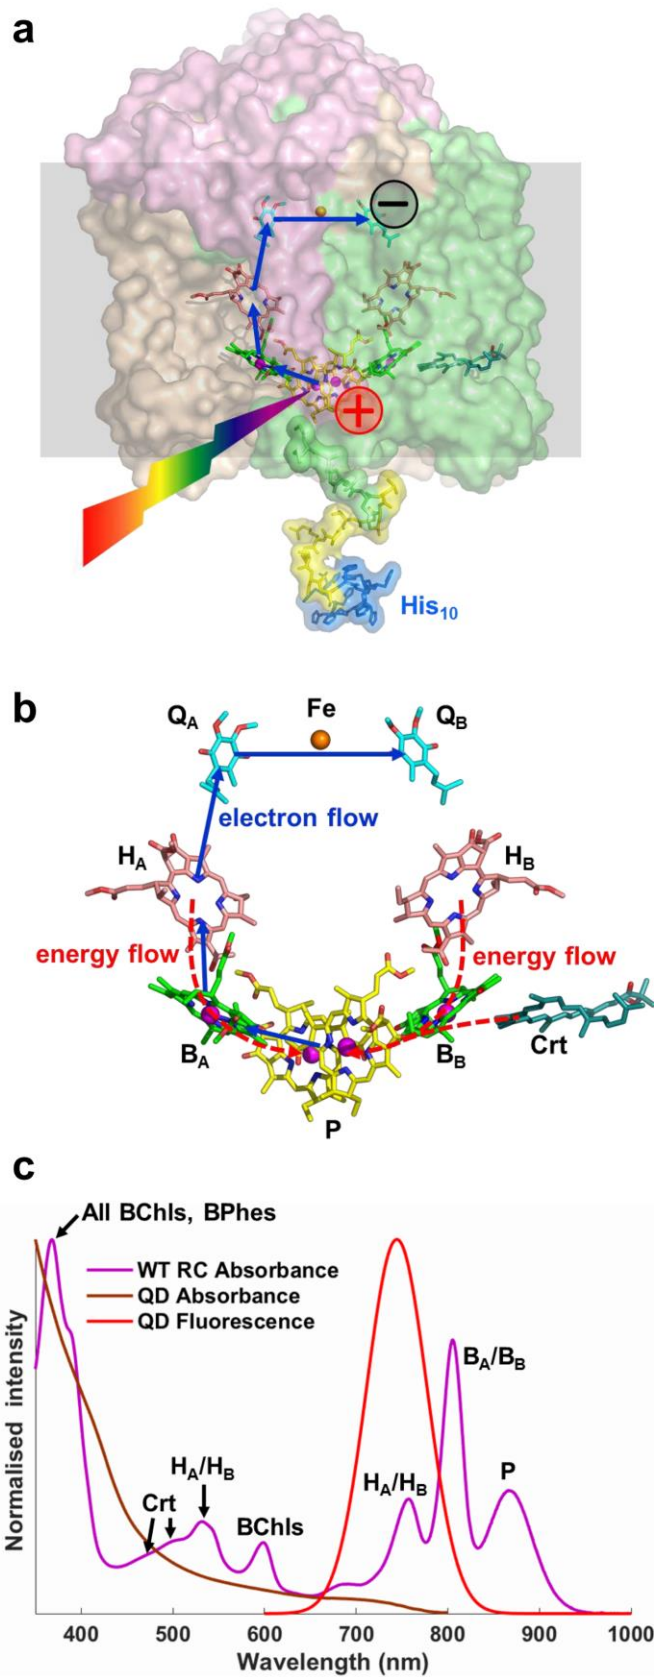 a
−
+
His10
b
QA
Fe
QB
electron flow
HA
HB
energy flow
energy flow
BA
BB
Crt
P
c
All BChls, BPhes
WT RC Absorbance
QD Absorbance
QD Fluorescence
BA/BB
HA/HB
HA/HB
P
Crt
BChls
Normalised intensity
400 500 600 700 800 900 1000
Wavelength (nm)